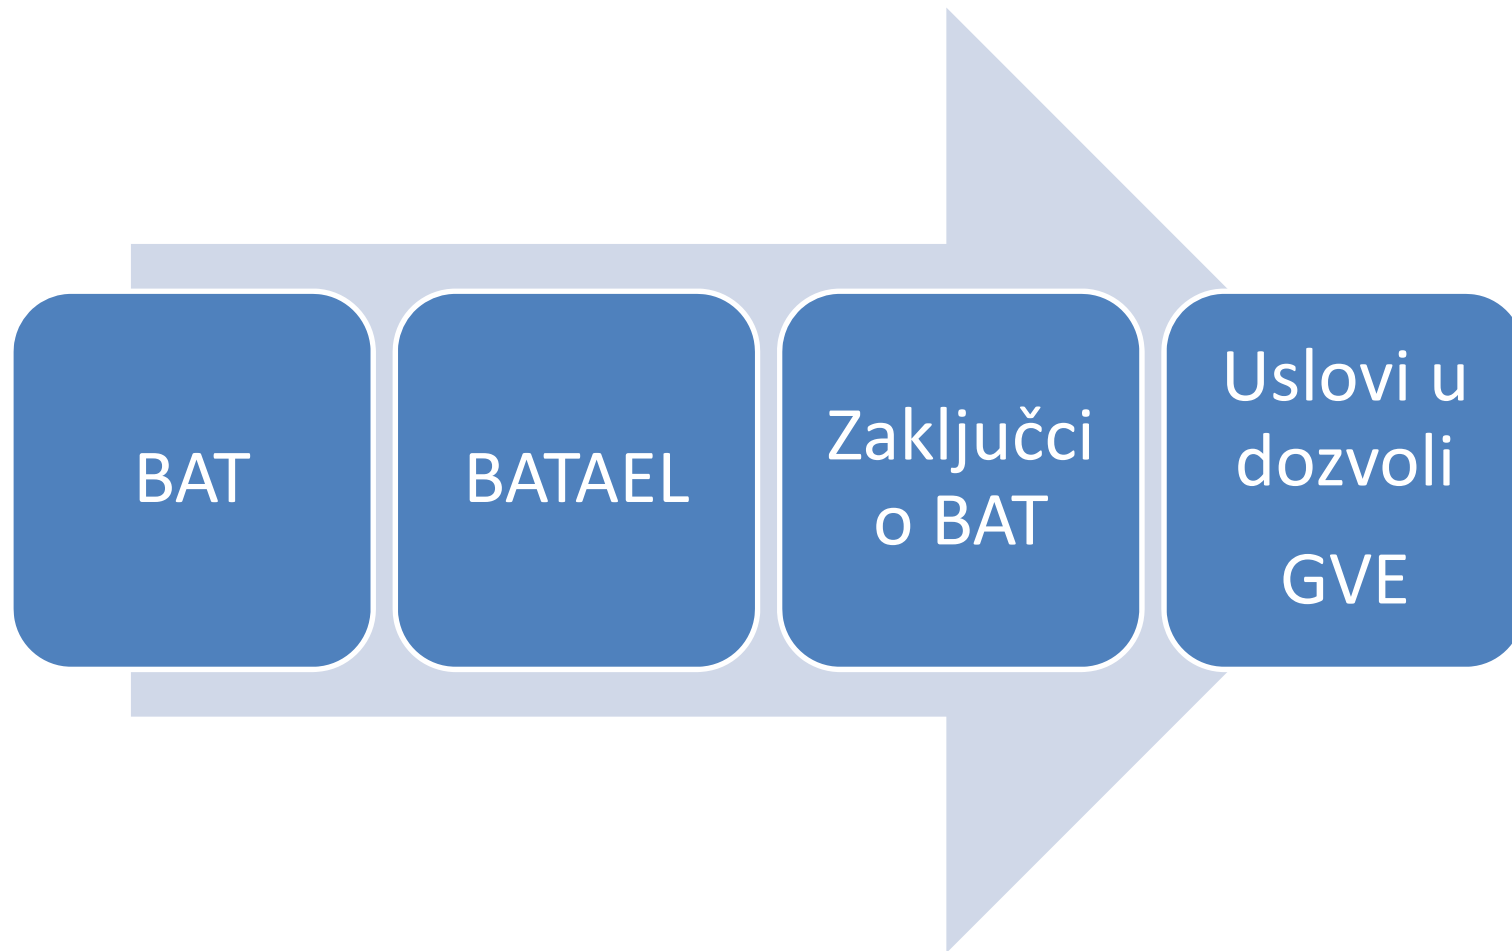 BAT
BATAEL
Zaključci
o BAT
Uslovi u
dozvoli
GVE